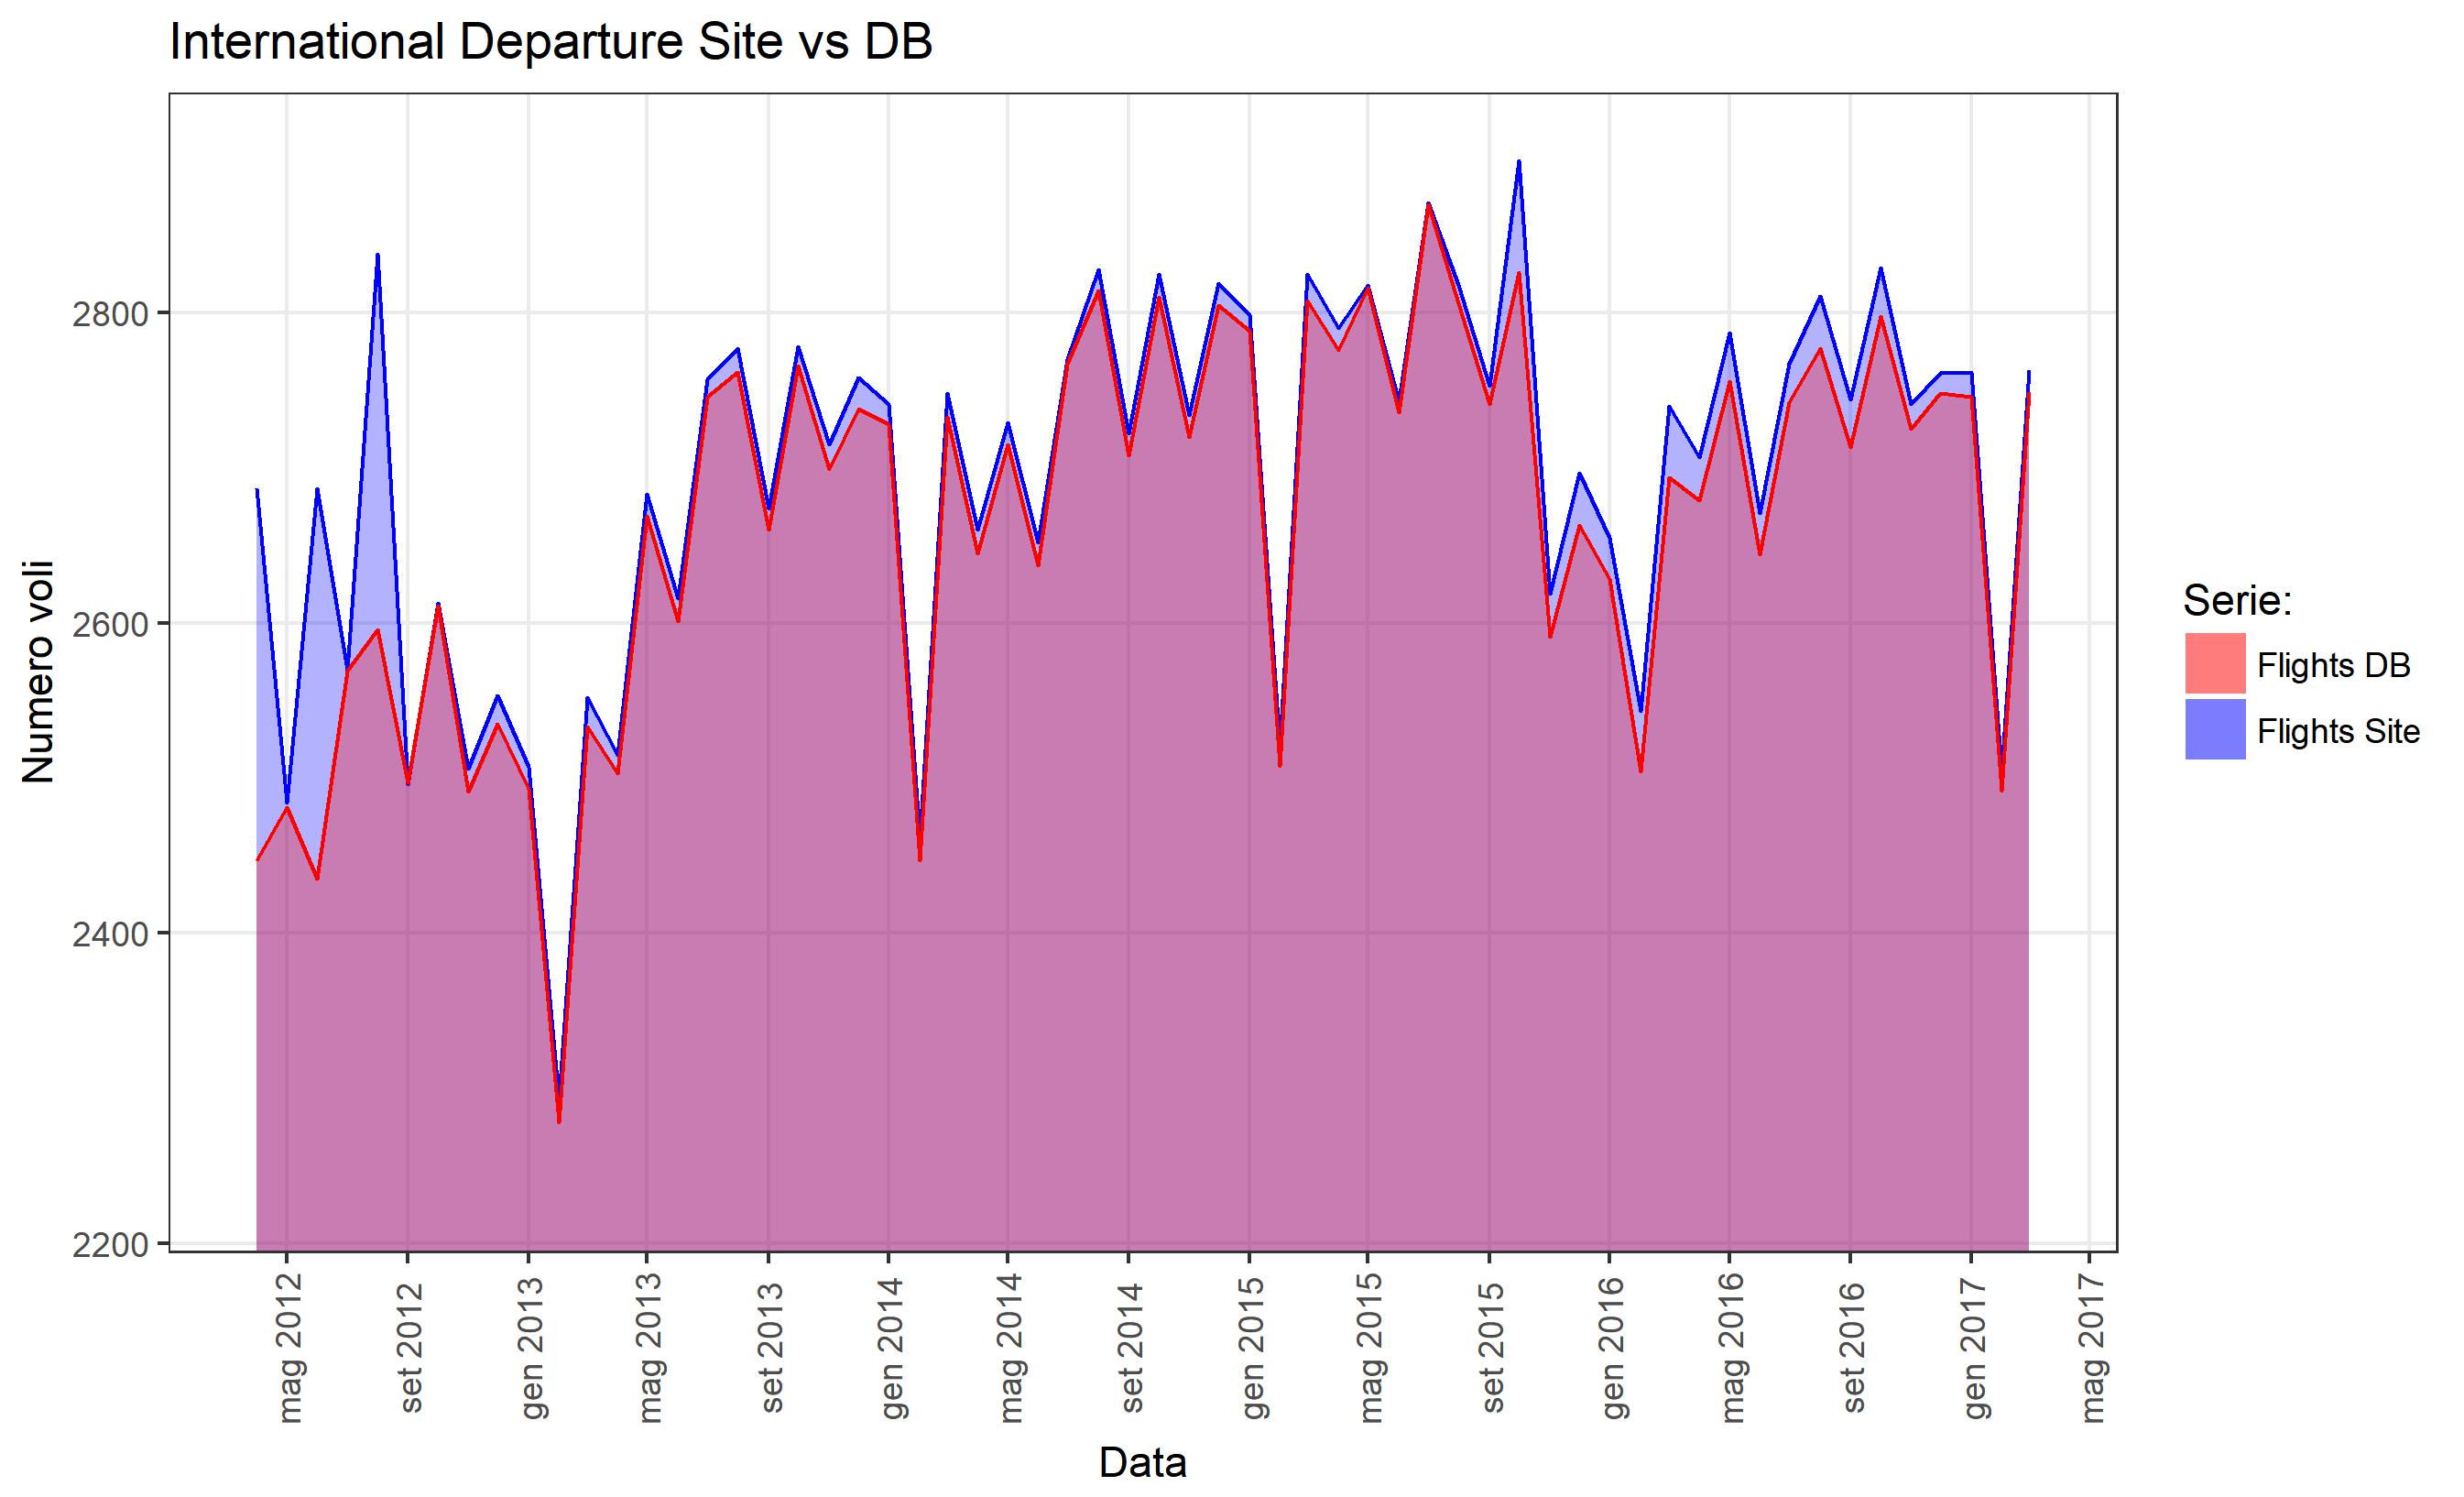 International Departure Site vs DB
Numero voli
2800
2600
2400
2200
mag 2012
set 2012
gen 2013
mag 2013
set 2013
gen 2014
mag 2014
set 2014
gen 2015
mag 2015
set 2015
gen 2016
mag 2016
set 2016
gen 2017
mag 2017
Data
Serie:
Flights DB
Flights Site